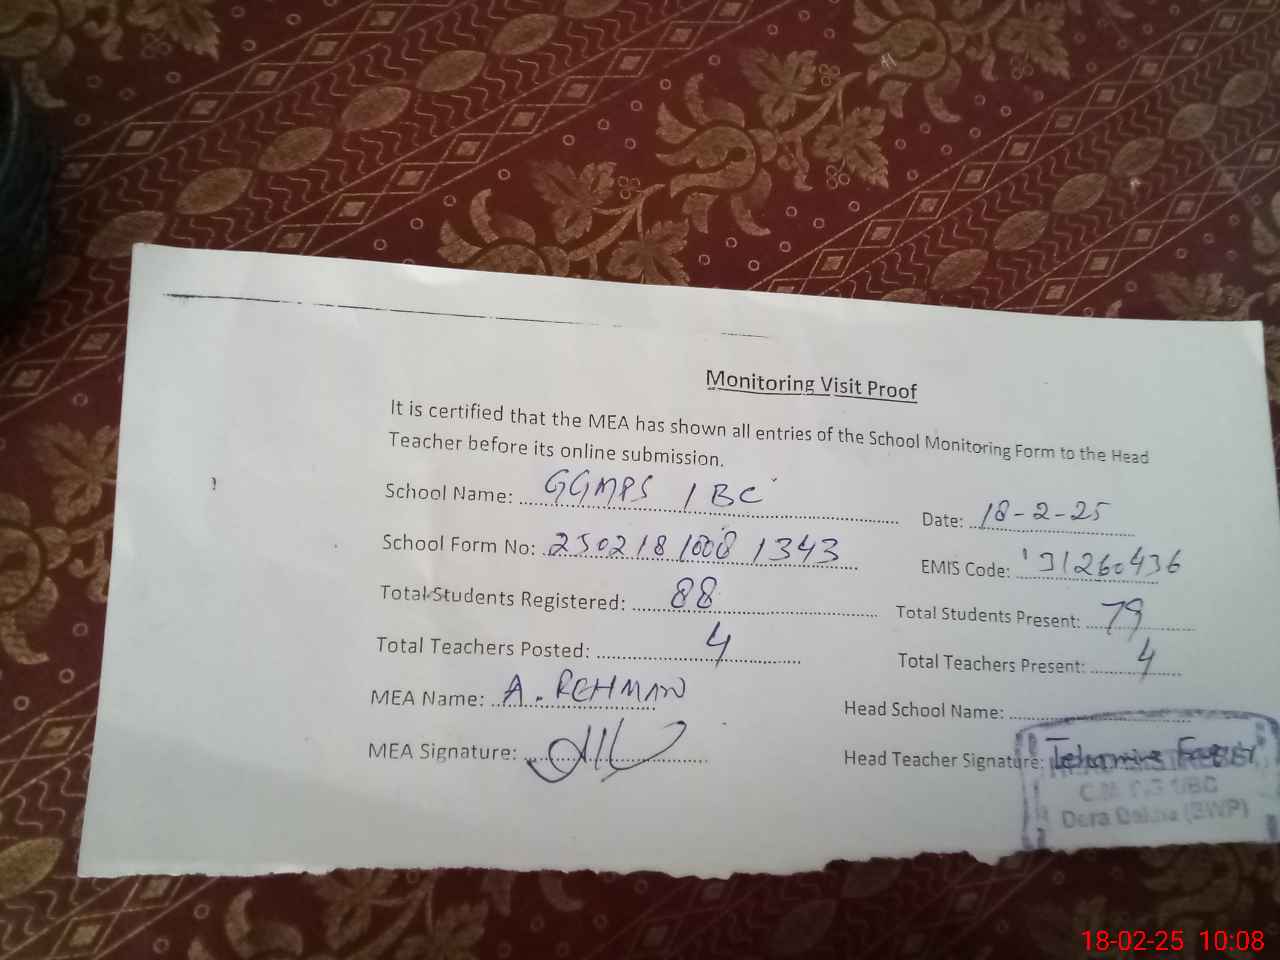 Monitoring Visit Proof
It is certified that the MEA has shown all entries of the School Monitoring Form to the Head
Teacher before its online submission.
School Name: GGMPS 1 BC Date: 18-2-25
School Form No: 2502181008 1343 EMIS Code: 31260436
Total Students Registered: 88 Total Students Present: 79
Total Teachers Posted: 4 Total Teachers Present: 4
MEA Name: A. REHMAN Head School Name:
MEA Signature: Head Teacher Signature:
(BWP)
18-02-25 10:08